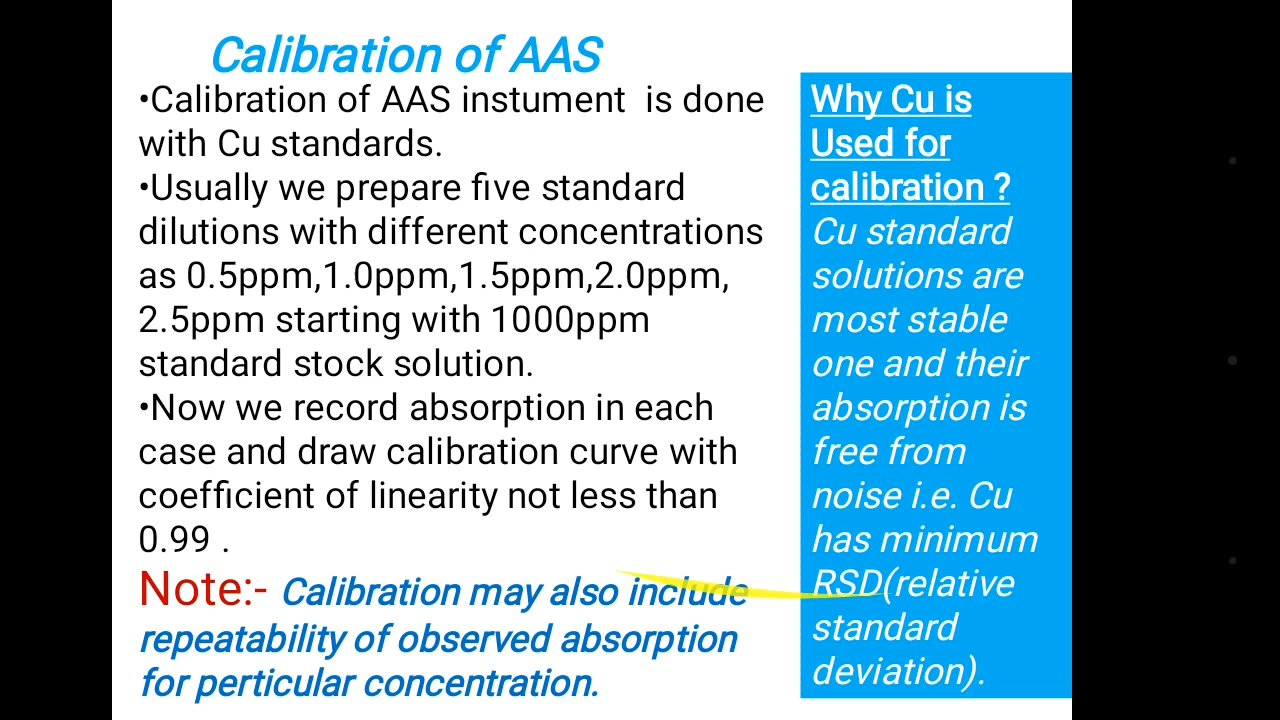 Calibration of AAS
•Calibration of AAS instument  is done
with Cu standards.
•Usually we prepare five standard
dilutions with different concentrations
as 0.5ppm,1.0ppm,1.5ppm,2.0ppm,
2.5ppm starting with 1000ppm
standard stock solution.
•Now we record absorption in each
case and draw calibration curve with
coefficient of linearity not less than
0.99 .
Note:- Calibration may also include
repeatability of observed absorption
for perticular concentration.
Why Cu is
Used for
calibration ?
Cu standard
solutions are
most stable
one and their
absorption is
free from
noise i.e. Cu
has minimum
RSD(relative
standard
deviation).